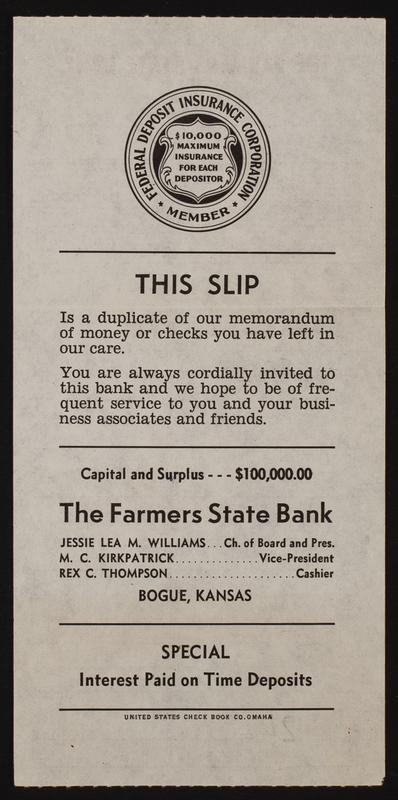 FEDERAL DEPOSIT INSURANCE CORPORATION
$10,000
MAXIMUM
INSURANCE
FOR EACH
DEPOSITOR
★ MEMBER ★
THIS SLIP
Is a duplicate of our memorandum
of money or checks you have left in
our care.
You are always cordially invited to
this bank and we hope to be of fre-
quent service to you and your busi-
ness associates and friends.
Capital and Surplus - - - $100,000.00
The Farmers State Bank
JESSIE LEA M. WILLIAMS...Ch. of Board and Pres.
M. C. KIRKPATRICK..............Vice-President
REX C. THOMPSON.....................Cashier
BOGUE, KANSAS
SPECIAL
Interest Paid on Time Deposits
UNITED STATES CHECK BOOK CO. OMAHA